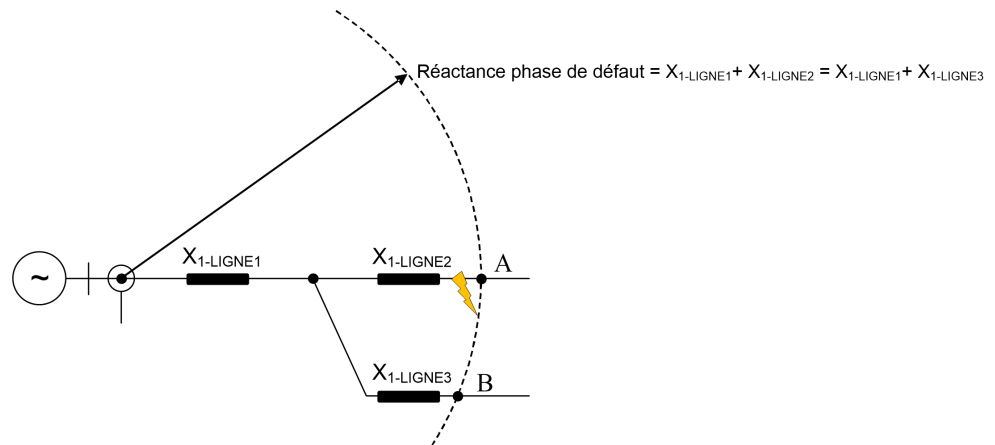 Réactance phase de défaut = X1-LIGNE1+ X1-LIGNE2 = X1-LIGNE1+ X1-LIGNE3
~
X1-LIGNE1
X1-LIGNE2
A
X1-LIGNE3
B